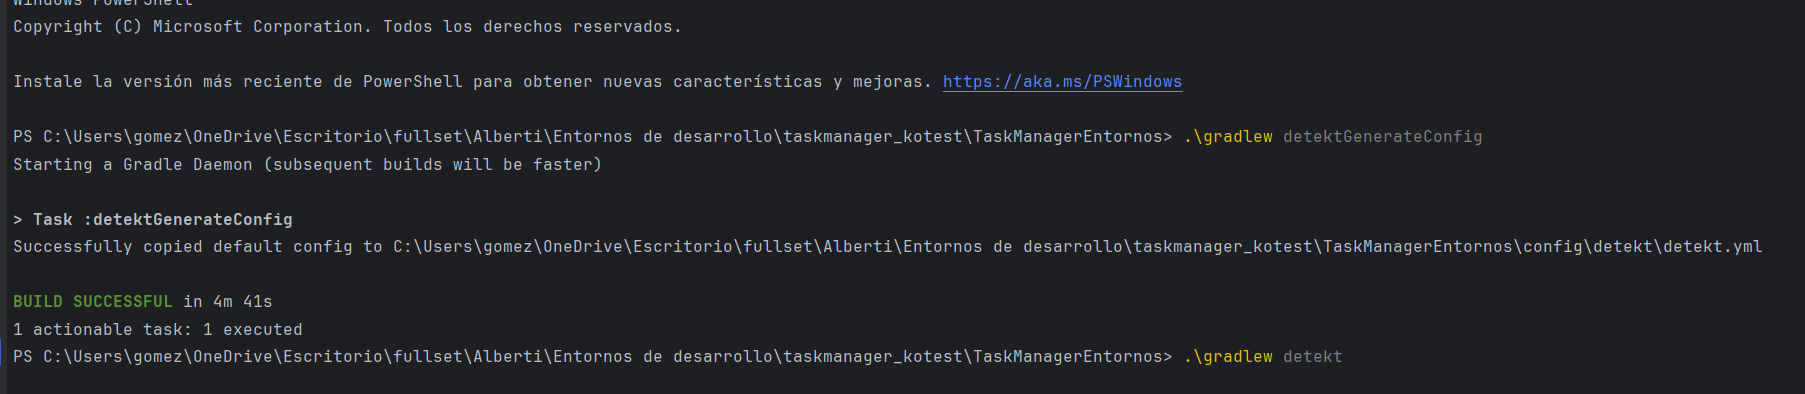 Windows PowerShell
Copyright (C) Microsoft Corporation. Todos los derechos reservados.
Instale la versión más reciente de PowerShell para obtener nuevas características y mejoras. https://aka.ms/PSWindows
PS C:\Users\gomez\OneDrive\Escritorio\fullset\Alberti\Entornos de desarrollo\taskmanager_kotest\TaskManagerEntornos> .\gradlew detektGenerateConfig
Starting a Gradle Daemon (subsequent builds will be faster)
> Task :detektGenerateConfig
Successfully copied default config to C:\Users\gomez\OneDrive\Escritorio\fullset\Alberti\Entornos de desarrollo\taskmanager_kotest\TaskManagerEntornos\config\detekt\detekt.yml
BUILD SUCCESSFUL in 4m 41s
1 actionable task: 1 executed
PS C:\Users\gomez\OneDrive\Escritorio\fullset\Alberti\Entornos de desarrollo\taskmanager_kotest\TaskManagerEntornos> .\gradlew detekt